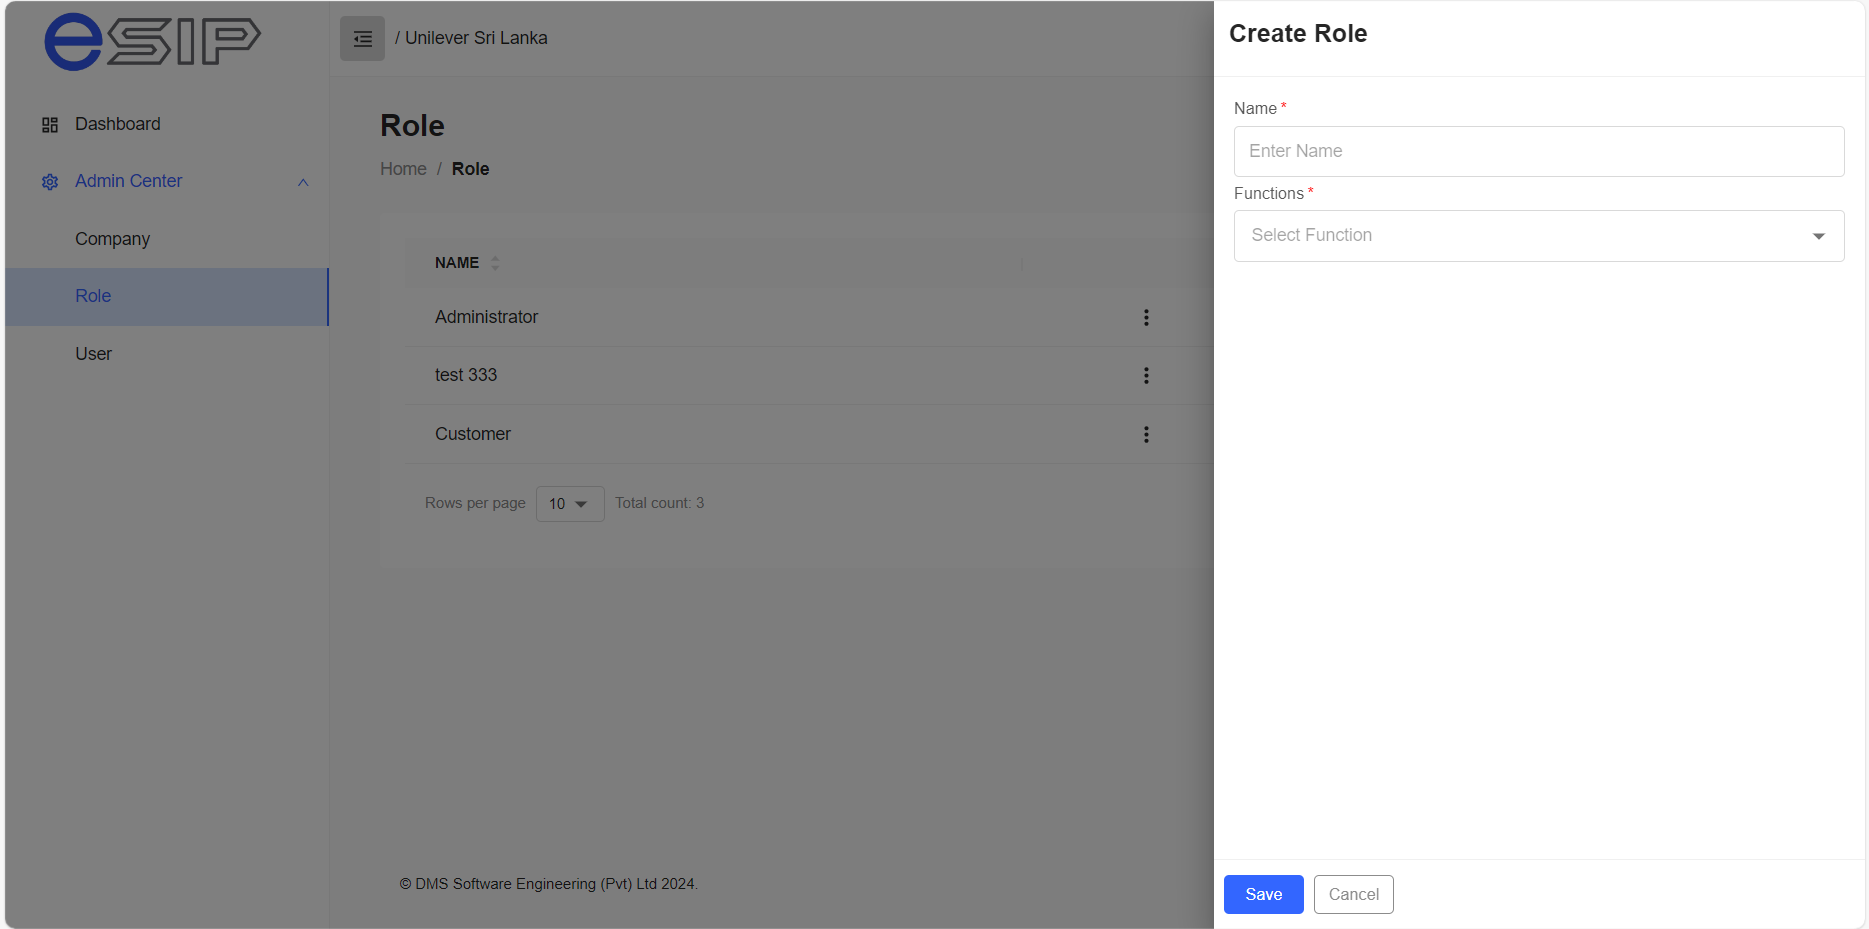 eSIP
Dashboard
Admin Center
Company
Role
User
/ Unilever Sri Lanka
Role
Home / Role
NAME
Administrator
test 333
Customer
Rows per page 10 Total count: 3
© DMS Software Engineering (Pvt) Ltd 2024.
Create Role
Name *
Enter Name
Functions *
Select Function
Save Cancel